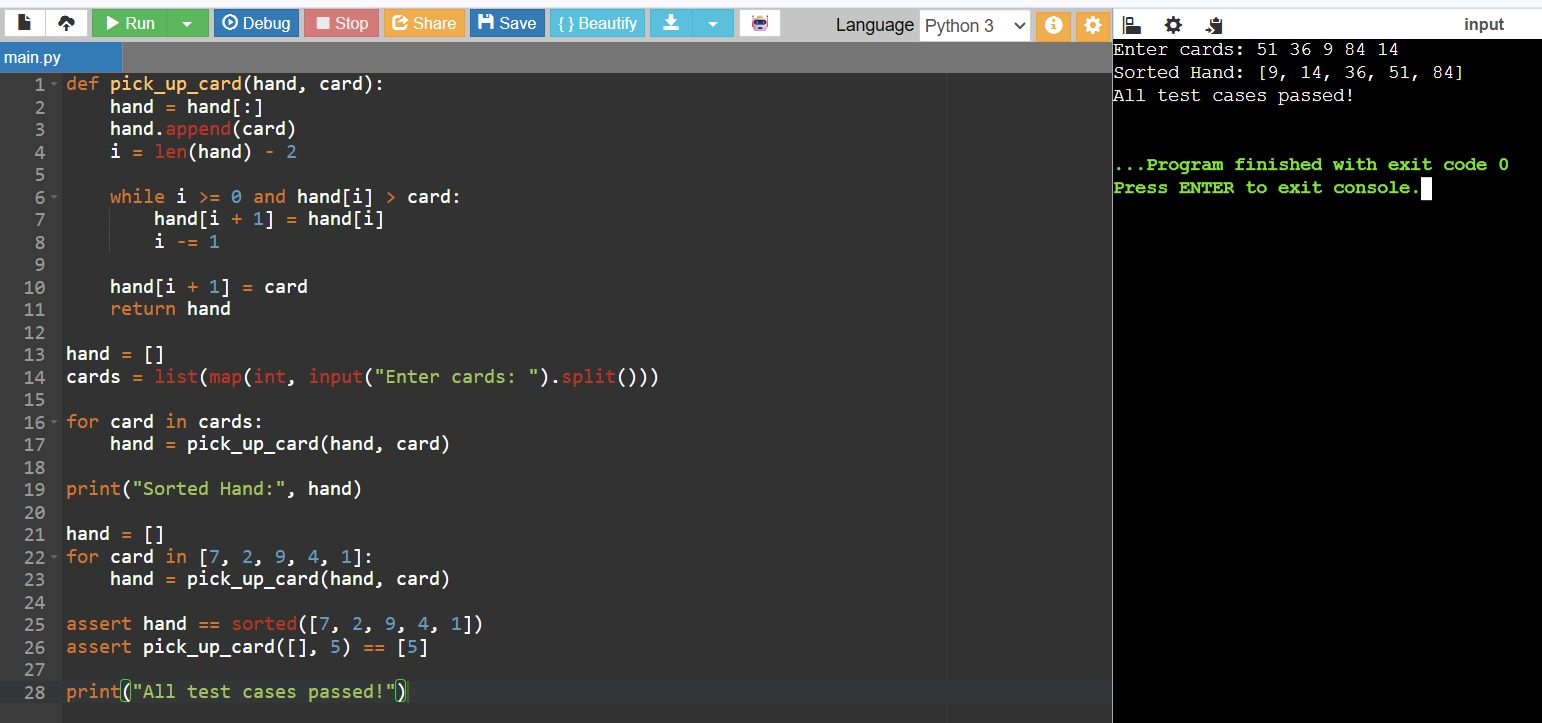 Run Debug Stop Share Save { } Beautify Language Python 3 input
main.py
1 def pick_up_card(hand, card):
2     hand = hand[:]
3     hand.append(card)
4     i = len(hand) - 2
5
6     while i >= 0 and hand[i] > card:
7         hand[i + 1] = hand[i]
8         i -= 1
9
10     hand[i + 1] = card
11     return hand
12
13 hand = []
14 cards = list(map(int, input("Enter cards: ").split()))
15
16 for card in cards:
17     hand = pick_up_card(hand, card)
18
19 print("Sorted Hand:", hand)
20
21 hand = []
22 for card in [7, 2, 9, 4, 1]:
23     hand = pick_up_card(hand, card)
24
25 assert hand == sorted([7, 2, 9, 4, 1])
26 assert pick_up_card([], 5) == [5]
27
28 print("All test cases passed!")
Enter cards: 51 36 9 84 14
Sorted Hand: [9, 14, 36, 51, 84]
All test cases passed!
...Program finished with exit code 0
Press ENTER to exit console.